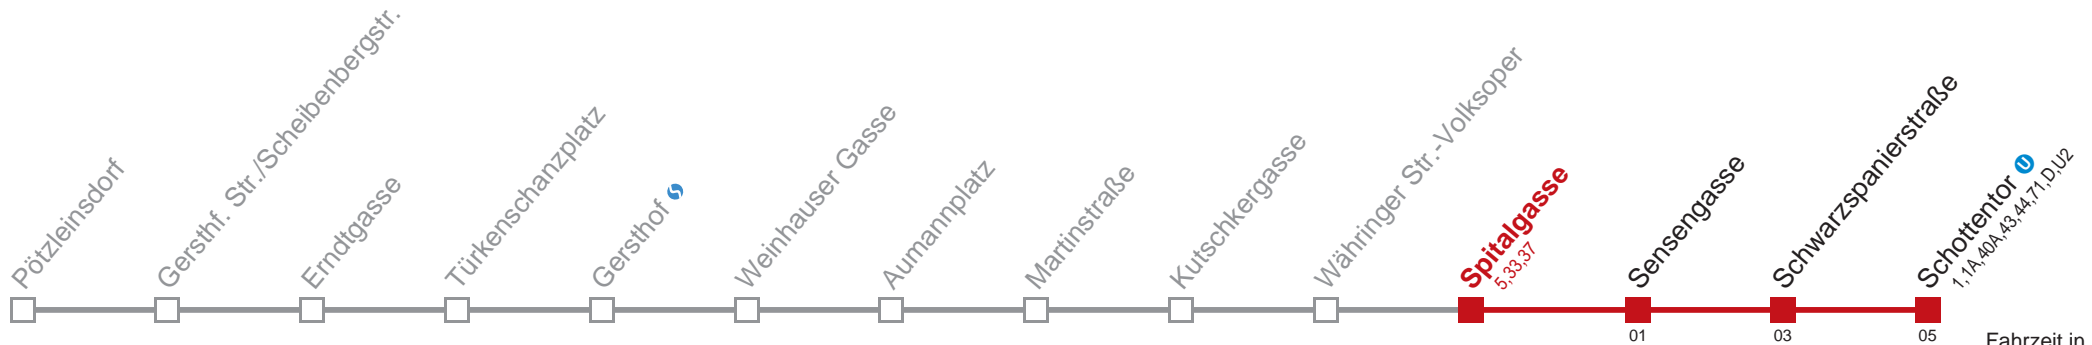 Pötzleinsdorf
Gersthf. Str./Scheibenbergstr.
Erndtgasse
Türkenschanzplatz
Gersthof S
Weinhauser Gasse
Aumannplatz
Martinstraße
Kutschkergasse
Währinger Str.-Volksoper
Spitalgasse
5,33,37
Sensengasse
Schwarzspanierstraße
Schottentor U
1,1A,40A,43,44,71,D,U2
01
03
05
Fahrzeit in